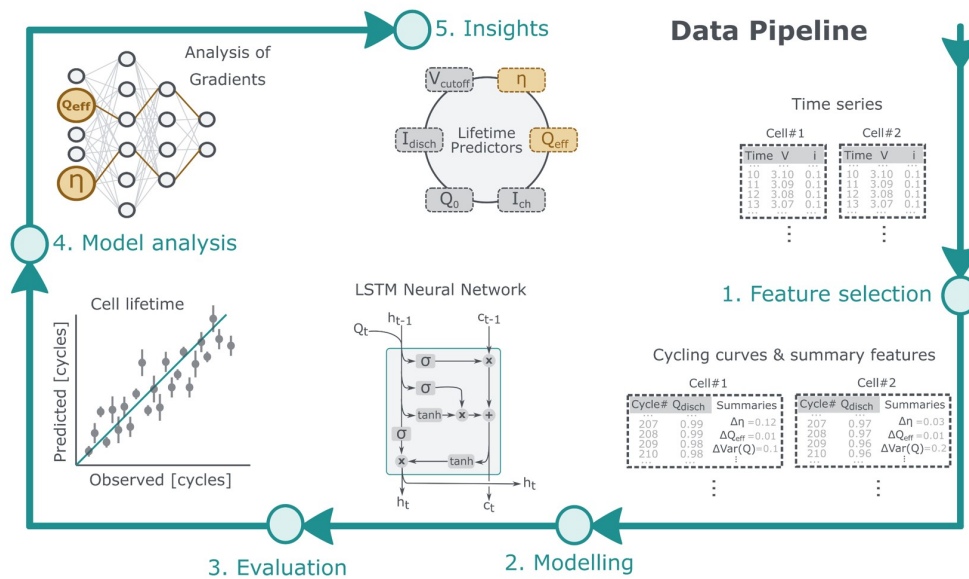 Data Pipeline
Time series
Cell#1
Time V i
...
10 3.10 0.1
11 3.09 0.1
12 3.08 0.1
13 3.07 0.1
... ... ...
⋮
Cell#2
Time V i
...
10 3.10 0.1
11 3.09 0.1
12 3.08 0.1
13 3.07 0.1
... ... ...
⋮
1. Feature selection
Cycling curves & summary features
Cell#1
Cycle# Q_disch Summaries
... ...
207 0.99
208 0.99
209 0.98
210 0.98
... ...
Δη =0.12
ΔQ_eff =0.01
ΔVar(Q)=0.1
⋮
Cell#2
Cycle# Q_disch Summaries
... ...
207 0.97
208 0.97
209 0.96
210 0.96
... ...
Δη =0.03
ΔQ_eff =0.01
ΔVar(Q)=0.2
⋮
2. Modelling
LSTM Neural Network
h_t-1 c_t-1
Q_t
σ x
σ
tanh x +
σ
x tanh
h_t
h_t c_t
3. Evaluation
Cell lifetime
Predicted [cycles]
Observed [cycles]
4. Model analysis
Analysis of
Gradients
Q_eff
η
5. Insights
V_cutoff η
I_disch Lifetime Q_eff
Predictors
Q_0 I_ch